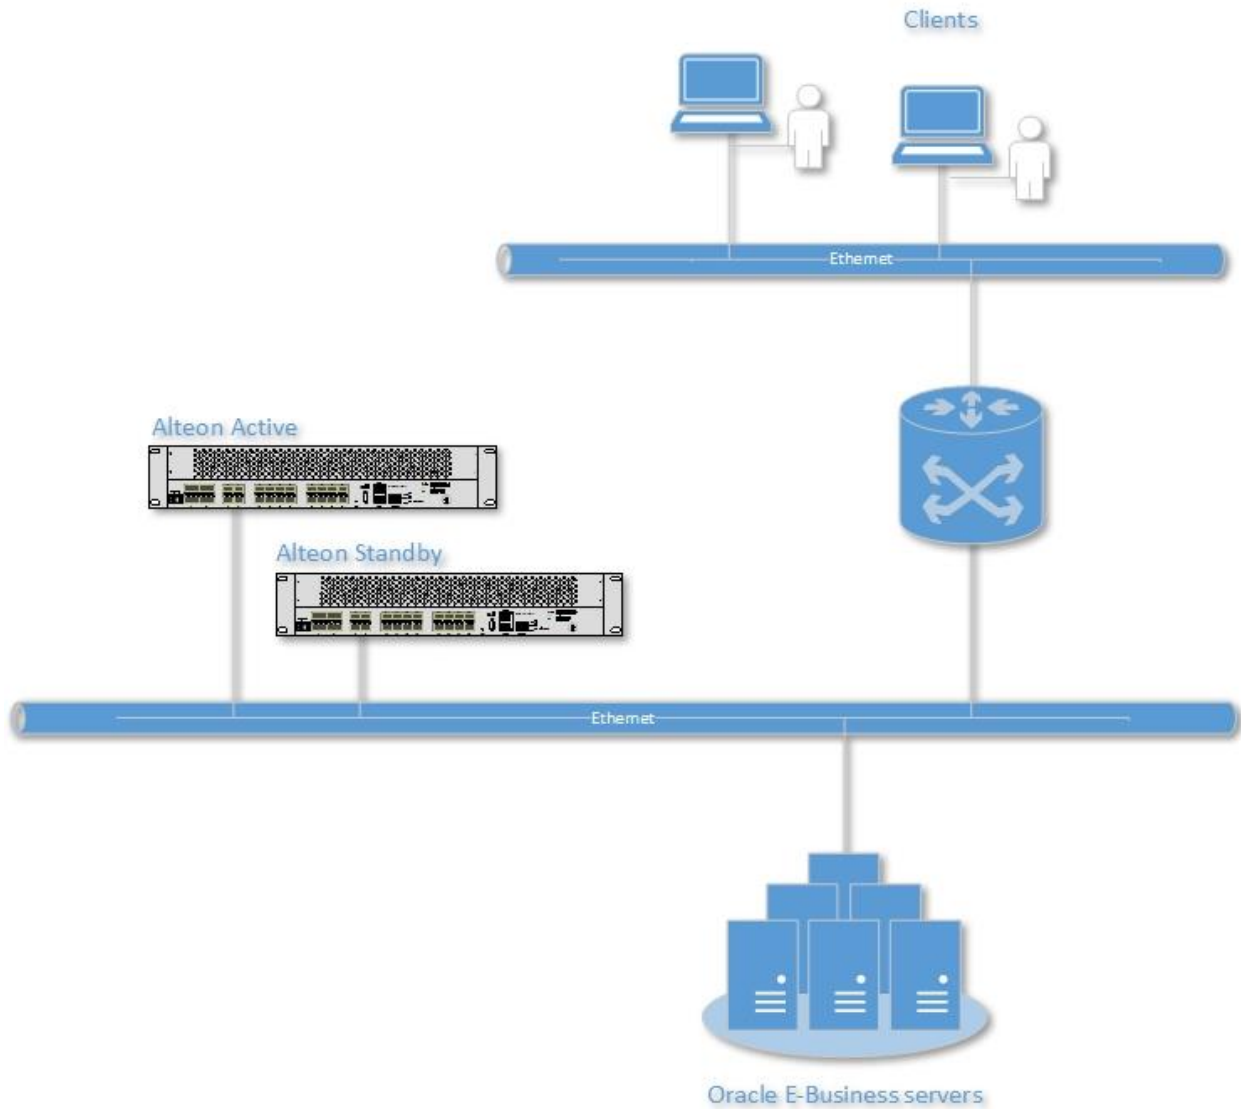 Clients
Ethernet
Alteon Active
Alteon Standby
Ethernet
Oracle E-Business servers